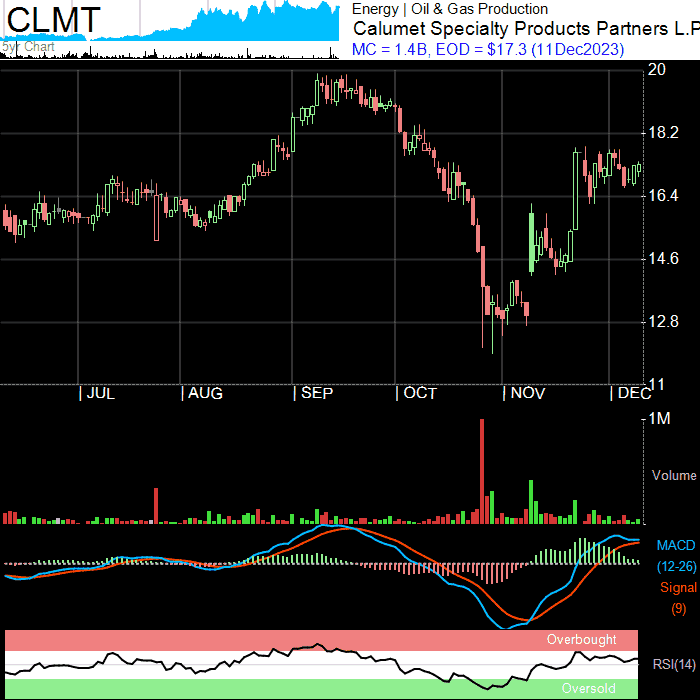 CLMT
5yr Chart
Energy | Oil & Gas Production
Calumet Specialty Products Partners L.P
MC = 1.4B, EOD = $17.3 (11Dec2023)
20
18.2
16.4
14.6
12.8
11
| JUL | AUG | SEP | OCT | NOV | DEC
1M
Volume
MACD
(12-26)
Signal
(9)
Overbought
RSI(14)
Oversold